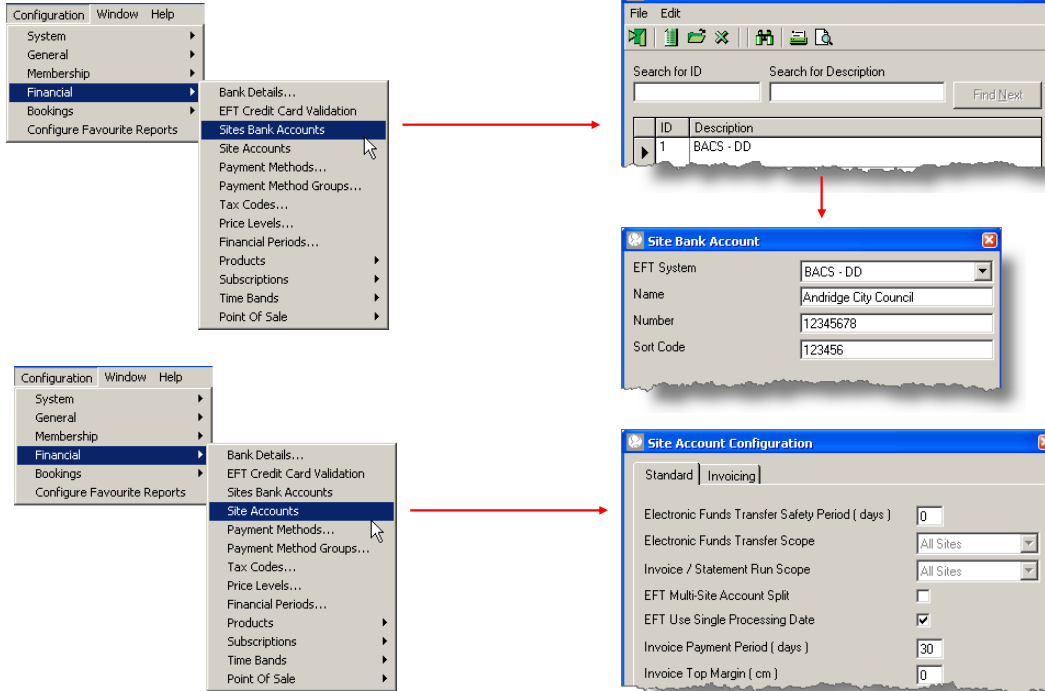 Configuration Window Help
System
General
Membership
Financial
Bookings
Configure Favourite Reports
Bank Details...
EFT Credit Card Validation
Sites Bank Accounts
Site Accounts
Payment Methods...
Payment Method Groups...
Tax Codes...
Price Levels...
Financial Periods...
Products
Subscriptions
Time Bands
Point Of Sale
File Edit
Search for ID Search for Description
Find Next
ID Description
1 BACS - DD
Site Bank Account
EFT System BACS - DD
Name Andridge City Council
Number 12345678
Sort Code 123456
Configuration Window Help
System
General
Membership
Financial
Bookings
Configure Favourite Reports
Bank Details...
EFT Credit Card Validation
Sites Bank Accounts
Site Accounts
Payment Methods...
Payment Method Groups...
Tax Codes...
Price Levels...
Financial Periods...
Products
Subscriptions
Time Bands
Point Of Sale
Site Account Configuration
Standard Invoicing
Electronic Funds Transfer Safety Period ( days ) 0
Electronic Funds Transfer Scope All Sites
Invoice / Statement Run Scope All Sites
EFT Multi-Site Account Split
EFT Use Single Processing Date
Invoice Payment Period ( days ) 30
Invoice Top Margin ( cm ) 0